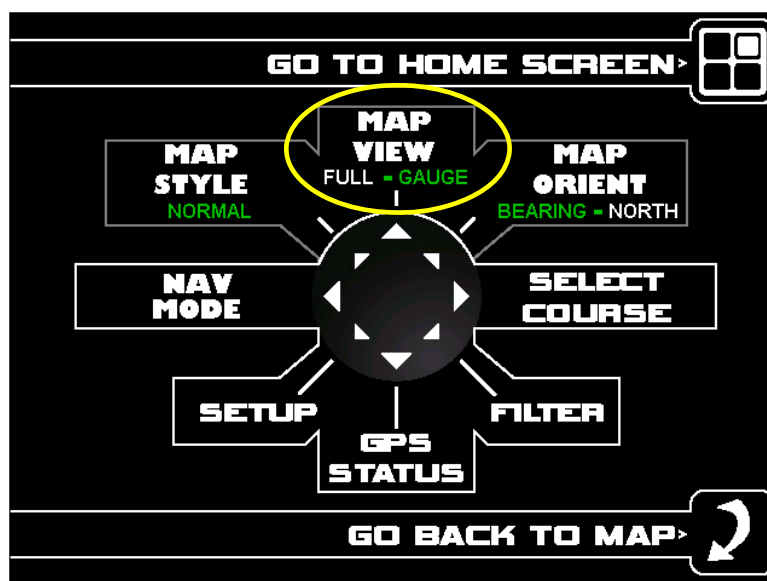 GO TO HOME SCREEN>
MAP
VIEW
FULL - GAUGE
MAP
STYLE
NORMAL
MAP
ORIENT
BEARING - NORTH
NAV
MODE
SELECT
COURSE
SETUP
FILTER
GPS
STATUS
GO BACK TO MAP>